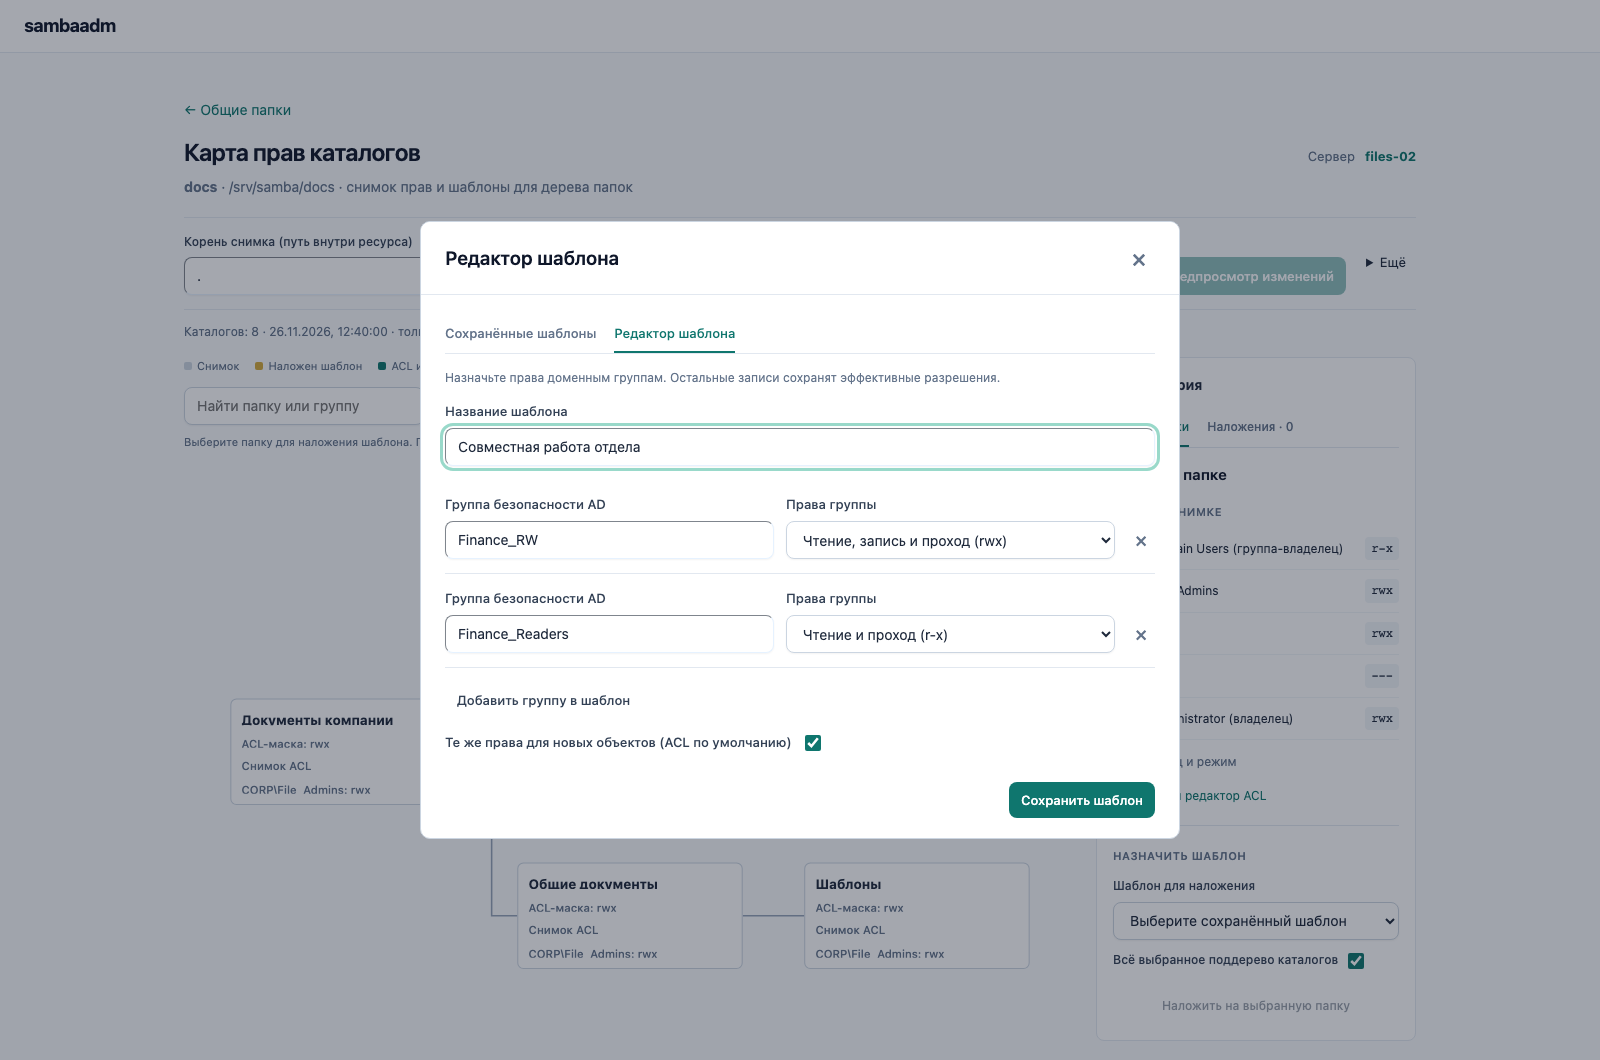 sambaadm
← Общие папки
Карта прав каталогов
Сервер files-02
docs · /srv/samba/docs · снимок прав и шаблоны для дерева папок
Корень снимка (путь внутри ресурса)
.
изменений
Ещё
Каталогов: 8 · 26.11.2026, 12:40:00 ·
Снимок
Наложен шаблон
ACL
Найти папку или группу
Выберите папку для наложения шаблона.
Наложения · 0
папке
Users (группа-владелец)
r-x
Admins
rwx
rwx
---
(владелец)
rwx
и режим
редактор ACL
Редактор шаблона
×
Сохранённые шаблоны
Редактор шаблона
Назначьте права доменным группам. Остальные записи сохранят эффективные разрешения.
Название шаблона
Совместная работа отдела
Группа безопасности AD
Права группы
Finance_RW
Чтение, запись и проход (rwx)
×
Группа безопасности AD
Права группы
Finance_Readers
Чтение и проход (r-x)
×
Добавить группу в шаблон
Те же права для новых объектов (ACL по умолчанию)
Сохранить шаблон
Документы компании
ACL-маска: rwx
Снимок ACL
CORP\File Admins: rwx
Общие документы
ACL-маска: rwx
Снимок ACL
CORP\File Admins: rwx
Шаблоны
ACL-маска: rwx
Снимок ACL
CORP\File Admins: rwx
НАЗНАЧИТЬ ШАБЛОН
Шаблон для наложения
Выберите сохранённый шаблон
Всё выбранное поддерево каталогов
Наложить на выбранную папку